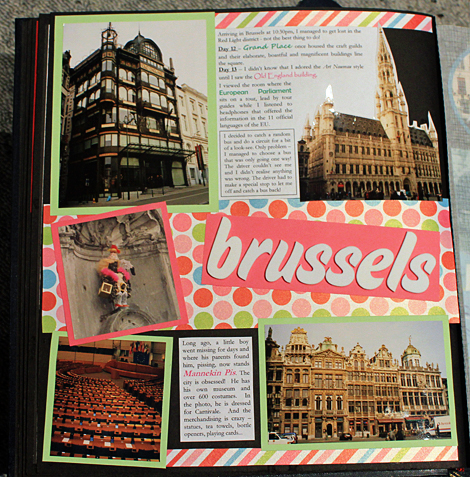 Arriving in Brussels at 10:30pm, I managed to get lost in the
Red Light district - not the best thing to do!
Day 12 – Grand Place once housed the craft guilds
and their elaborate, beautiful and magnificent buildings line
the square.
Day 13 – I didn't know that I adored the Art Nouveau style
until I saw the Old England building.
I viewed the room where the
European Parliament
sits on a tour, lead by tour
guides while I listened to
headphones that offered the
information in the 11 official
languages of the EU.
I decided to catch a random
bus and do a circuit for a bit
of a look see. Only problem –
I managed to choose a bus
that was only going one way!
The driver couldn't see me
and I didn't realise anything
was wrong. The driver had to
make a special stop to let me
off and catch a bus back!
brussels
Long ago, a little boy
went missing for days and
where his parents found
him, pissing, now stands
Mannekin Pis. The
city is obsessed! He has
his own museum and
over 600 costumes. In
the photo, he is dressed
for Carnivale. And the
merchandising is crazy –
statues, tea towels, bottle
openers, playing cards...